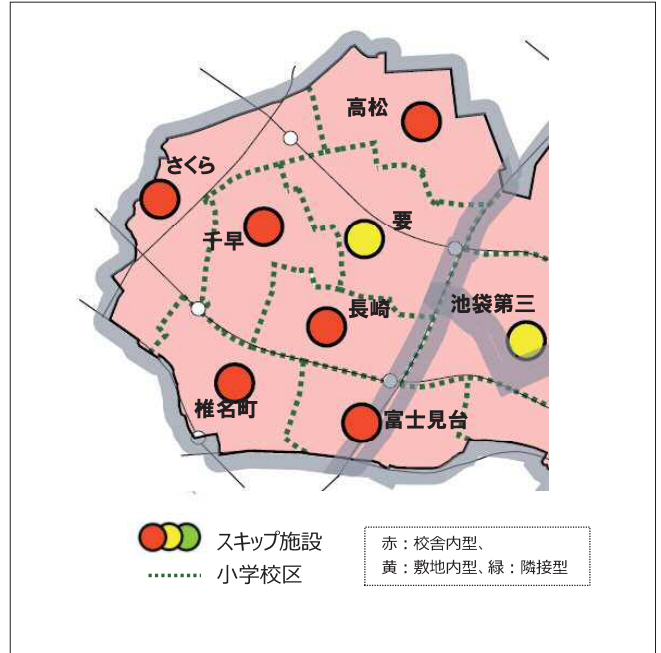 高松
さくら
要
千早
長崎
池袋第三
椎名町
富士見台
スキップ施設
小学校区
赤：校舎内型、
黄：敷地内型、緑：隣接型